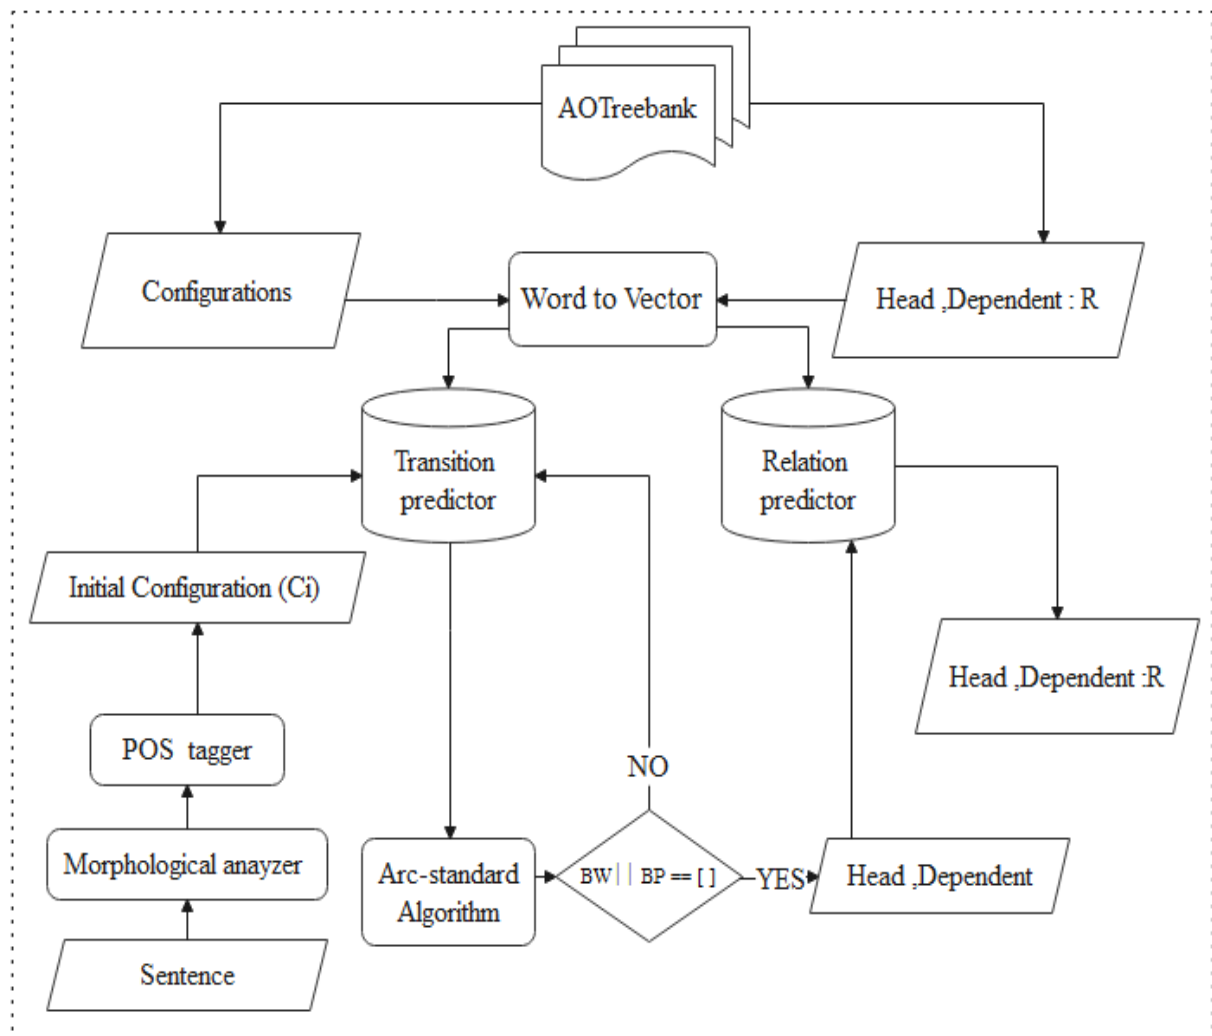 AOTreebank
Configurations
Word to Vector
Head ,Dependent : R
Transition
predictor
Relation
predictor
Initial Configuration (Ci)
Head ,Dependent :R
POS tagger
NO
Morphological anayzer
Arc-standard
Algorithm
BW|| BP == [ ]
YES
Head ,Dependent
Sentence